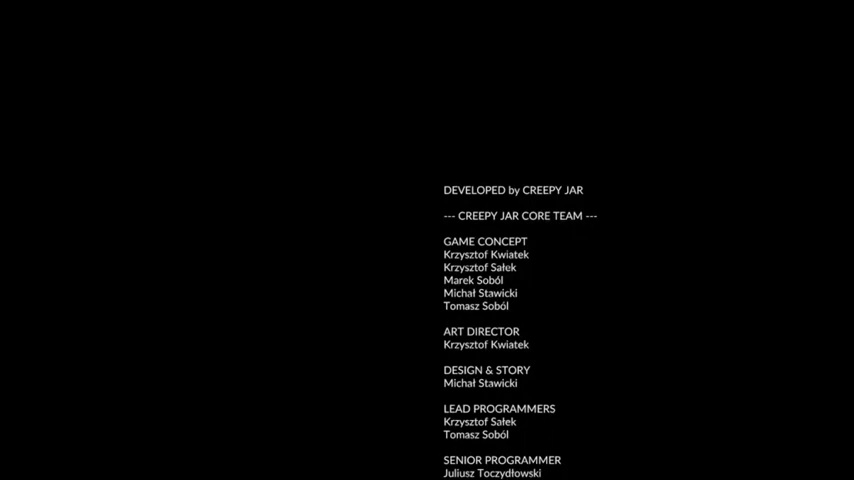 DEVELOPED by CREEPY JAR
--- CREEPY JAR CORE TEAM ---
GAME CONCEPT
Krzysztof Kwiatek
Krzysztof Sałek
Marek Soból
Michał Stawicki
Tomasz Soból
ART DIRECTOR
Krzysztof Kwiatek
DESIGN & STORY
Michał Stawicki
LEAD PROGRAMMERS
Krzysztof Sałek
Tomasz Soból
SENIOR PROGRAMMER
Juliusz Toczydłowski